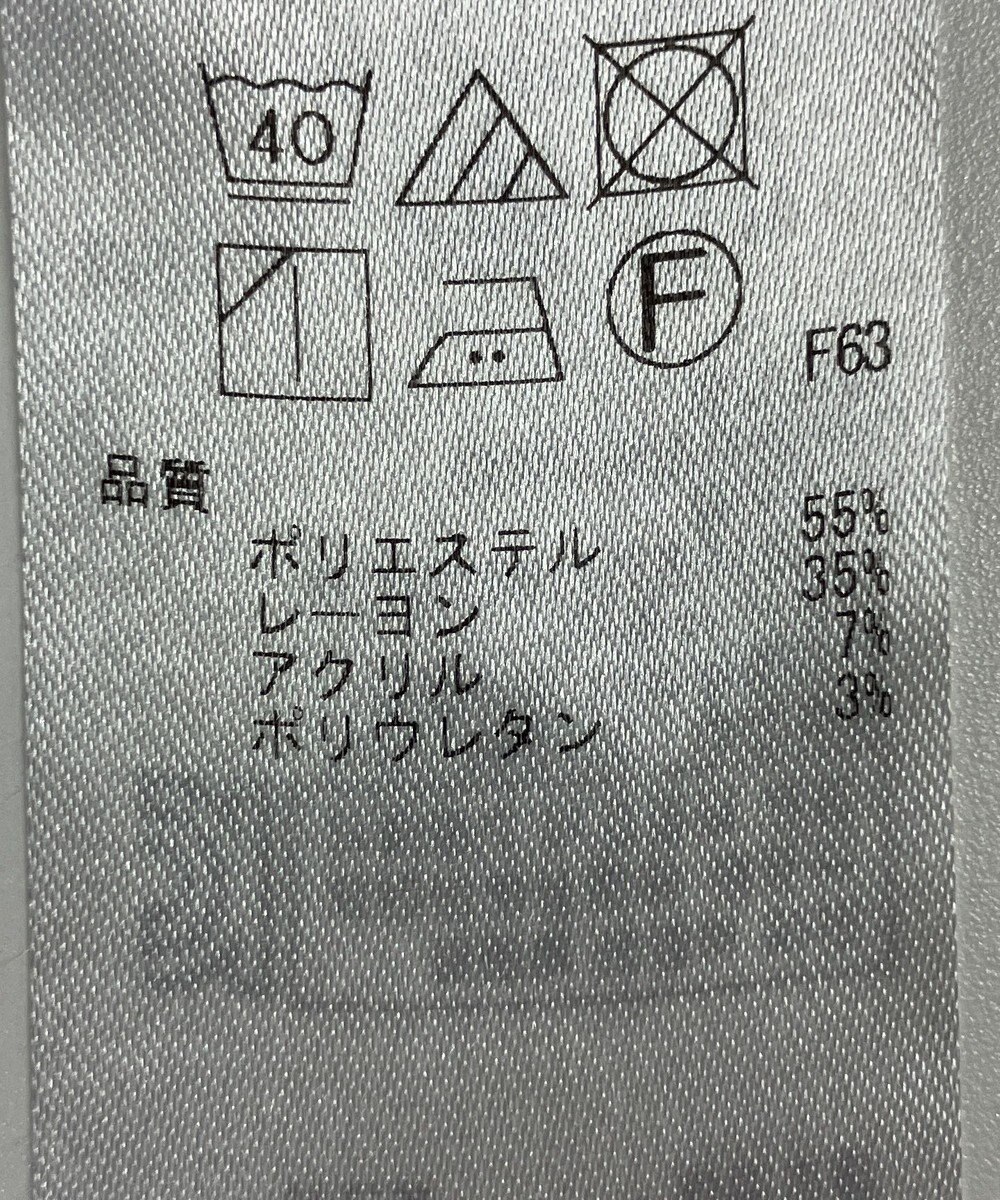 40
F
F63
品質
ポリエステル 55%
レーヨン 35%
アクリル 7%
ポリウレタン 3%